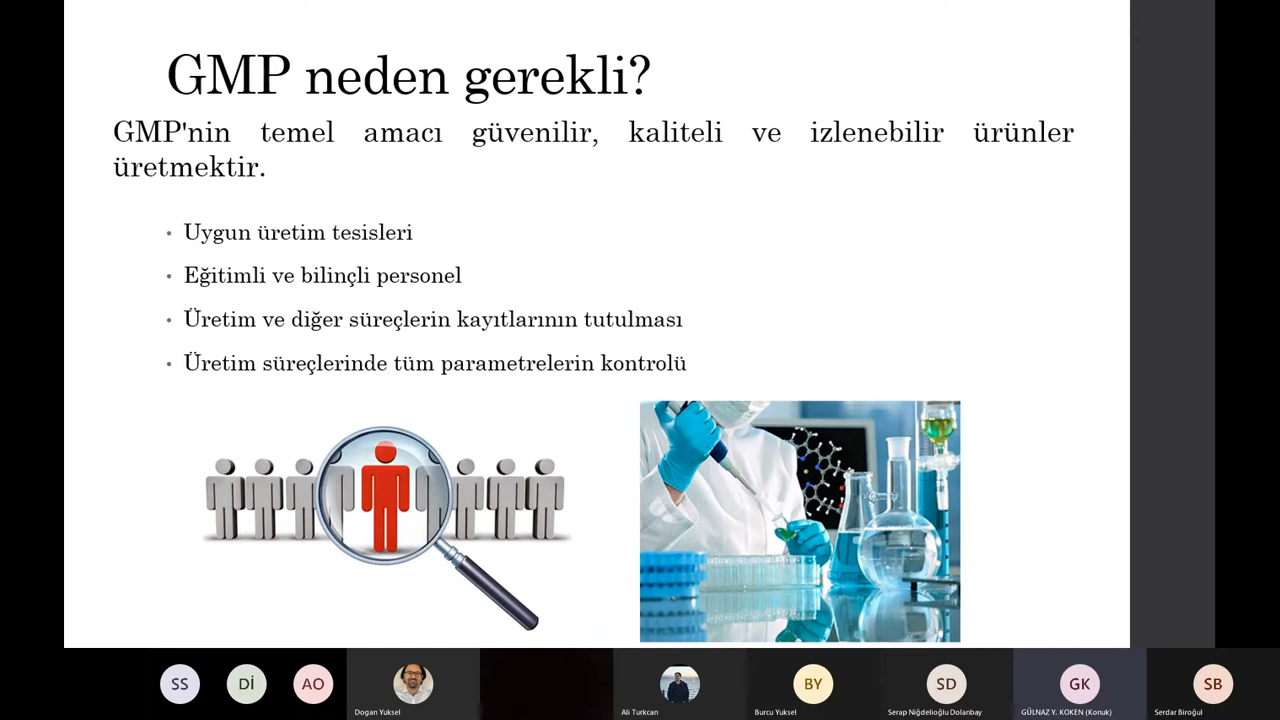 GMP neden gerekli?
GMP'nin temel amacı güvenilir, kaliteli ve izlenebilir ürünler
üretmektir.
• Uygun üretim tesisleri
• Eğitimli ve bilinçli personel
• Üretim ve diğer süreçlerin kayıtlarının tutulması
• Üretim süreçlerinde tüm parametrelerin kontrolü
SS
Dİ
AO
BY
SD
GK
SB
Dogan Yuksel
Ali Turkcan
Burcu Yuksel
Serap Niğdelioğlu Dolanbay
GÜLNAZ Y. KOKEN (Konuk)
Serdar Biroğul